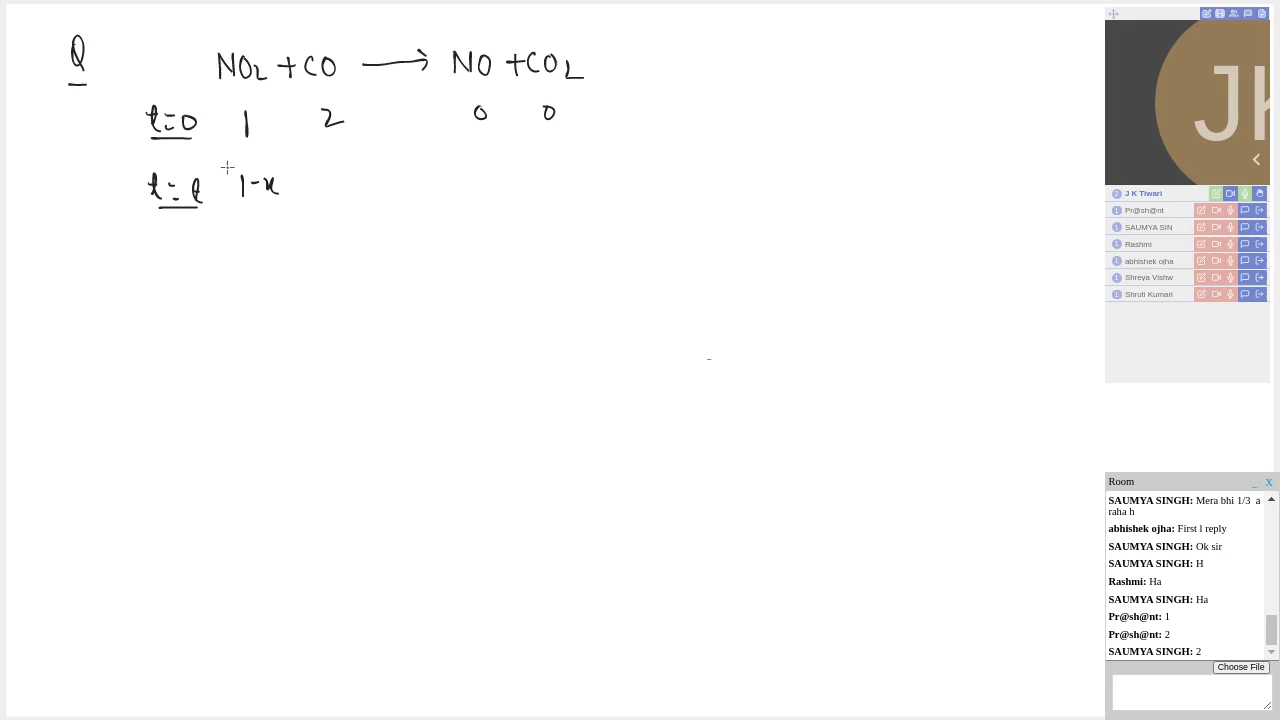 Q NO2 + CO → NO + CO2
t=0 1 2 0 0
t=t 1-x
JK
J K Tiwari
Pr@sh@nt
SAUMYA SIN
Rashmi
abhishek ojha
Shreya Vishw
Shruti Kumari
Room _ X
SAUMYA SINGH: Mera bhi 1/3 a
raha h
abhishek ojha: First l reply
SAUMYA SINGH: Ok sir
SAUMYA SINGH: H
Rashmi: Ha
SAUMYA SINGH: Ha
Pr@sh@nt: 1
Pr@sh@nt: 2
SAUMYA SINGH: 2
Choose File